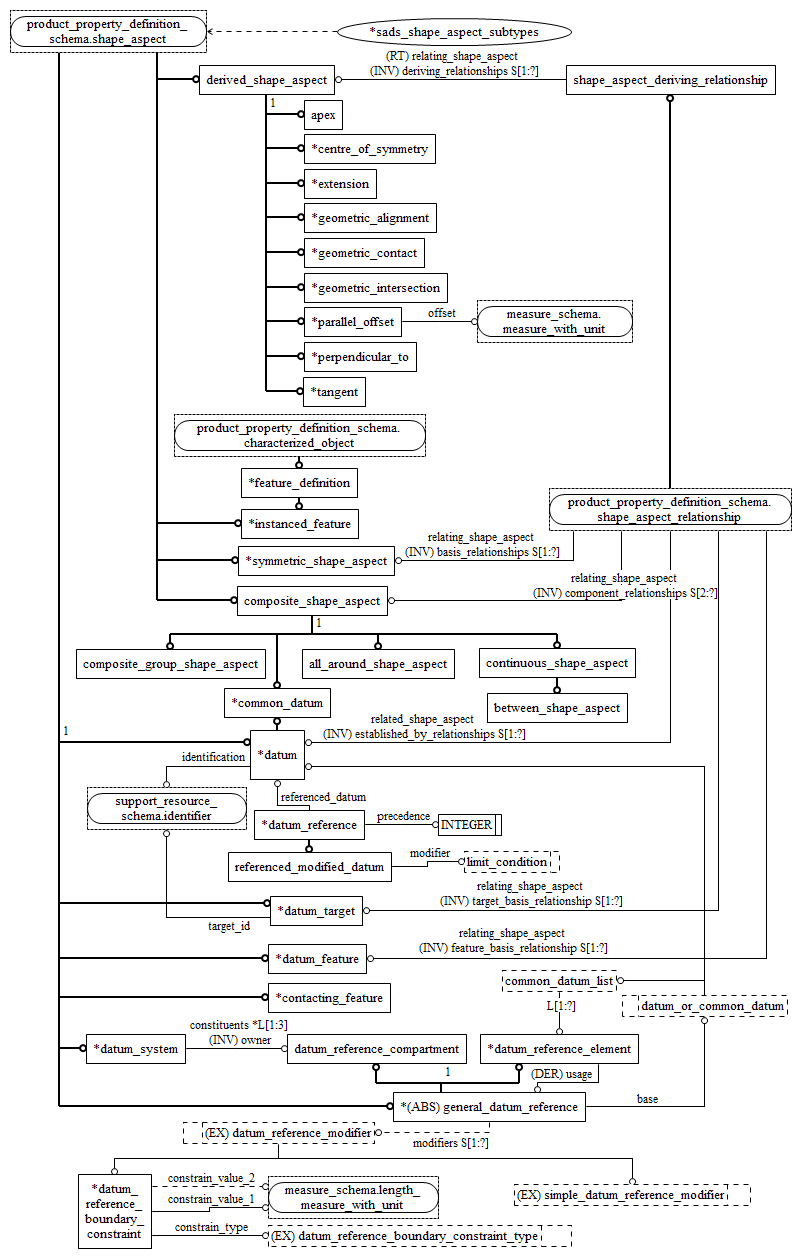 product_property_definition_
schema.shape_aspect
*sads_shape_aspect_subtypes
(RT) relating_shape_aspect
(INV) deriving_relationships S[1:?]
derived_shape_aspect
shape_aspect_deriving_relationship
1
apex
*centre_of_symmetry
*extension
*geometric_alignment
*geometric_contact
*geometric_intersection
*parallel_offset
offset
measure_schema.
measure_with_unit
*perpendicular_to
*tangent
product_property_definition_schema.
characterized_object
*feature_definition
*instanced_feature
product_property_definition_schema.
shape_aspect_relationship
relating_shape_aspect
(INV) basis_relationships S[1:?]
*symmetric_shape_aspect
relating_shape_aspect
(INV) component_relationships S[2:?]
composite_shape_aspect
1
composite_group_shape_aspect
all_around_shape_aspect
continuous_shape_aspect
*common_datum
between_shape_aspect
related_shape_aspect
(INV) established_by_relationships S[1:?]
1
*datum
identification
support_resource_
schema.identifier
referenced_datum
*datum_reference
precedence
INTEGER
referenced_modified_datum
modifier
limit_condition
relating_shape_aspect
(INV) target_basis_relationship S[1:?]
*datum_target
target_id
relating_shape_aspect
(INV) feature_basis_relationship S[1:?]
*datum_feature
common_datum_list
*contacting_feature
L[1:?]
datum_or_common_datum
constituents *L[1:3]
(INV) owner
*datum_system
datum_reference_compartment
*datum_reference_element
1
(DER) usage
*(ABS) general_datum_reference
base
(EX) datum_reference_modifier
modifiers S[1:?]
*datum_
reference_
boundary_
constraint
constrain_value_2
constrain_value_1
constrain_type
measure_schema.length_
measure_with_unit
(EX) simple_datum_reference_modifier
(EX) datum_reference_boundary_constraint_type